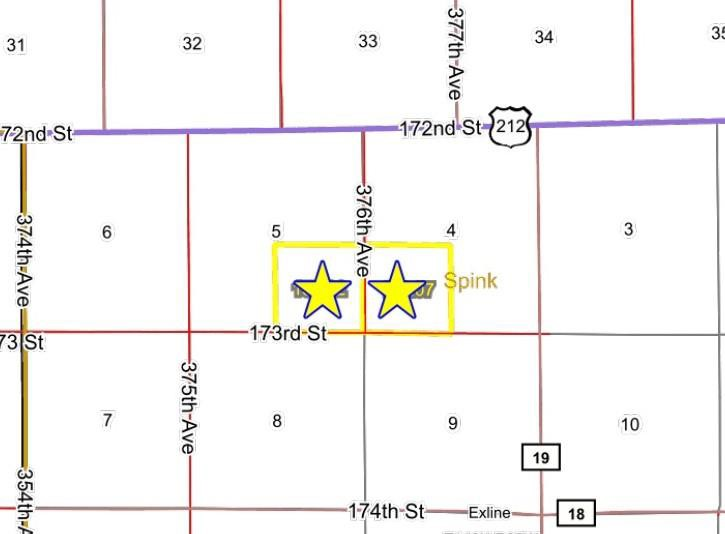 31
32
33
377th Ave
34
72nd St
172nd St
212
6
5
376th Ave
4
3
374th Ave
Spink
173rd St
73 St
375th Ave
7
8
9
10
19
354th
174th St
Exline
18